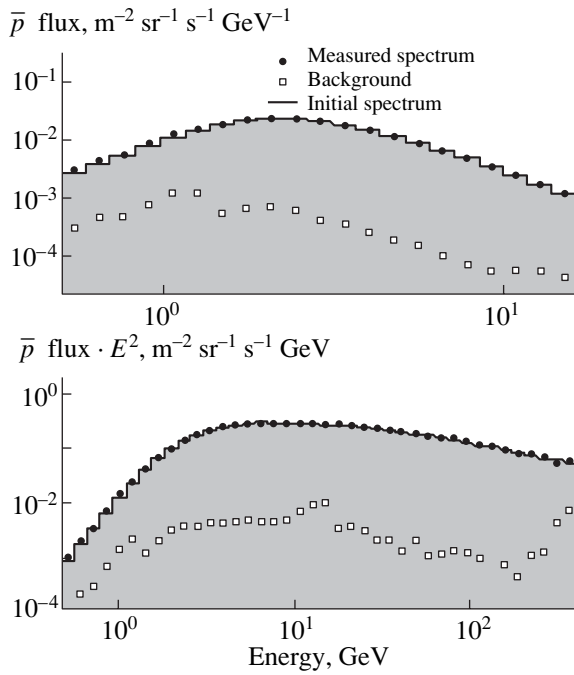 p̅ flux, m⁻² sr⁻¹ s⁻¹ GeV⁻¹
Measured spectrum
Background
Initial spectrum
10⁻¹
10⁻²
10⁻³
10⁻⁴
10⁰ 10¹
p̅ flux · E², m⁻² sr⁻¹ s⁻¹ GeV
10⁰
10⁻²
10⁻⁴
10⁰ 10¹ 10²
Energy, GeV